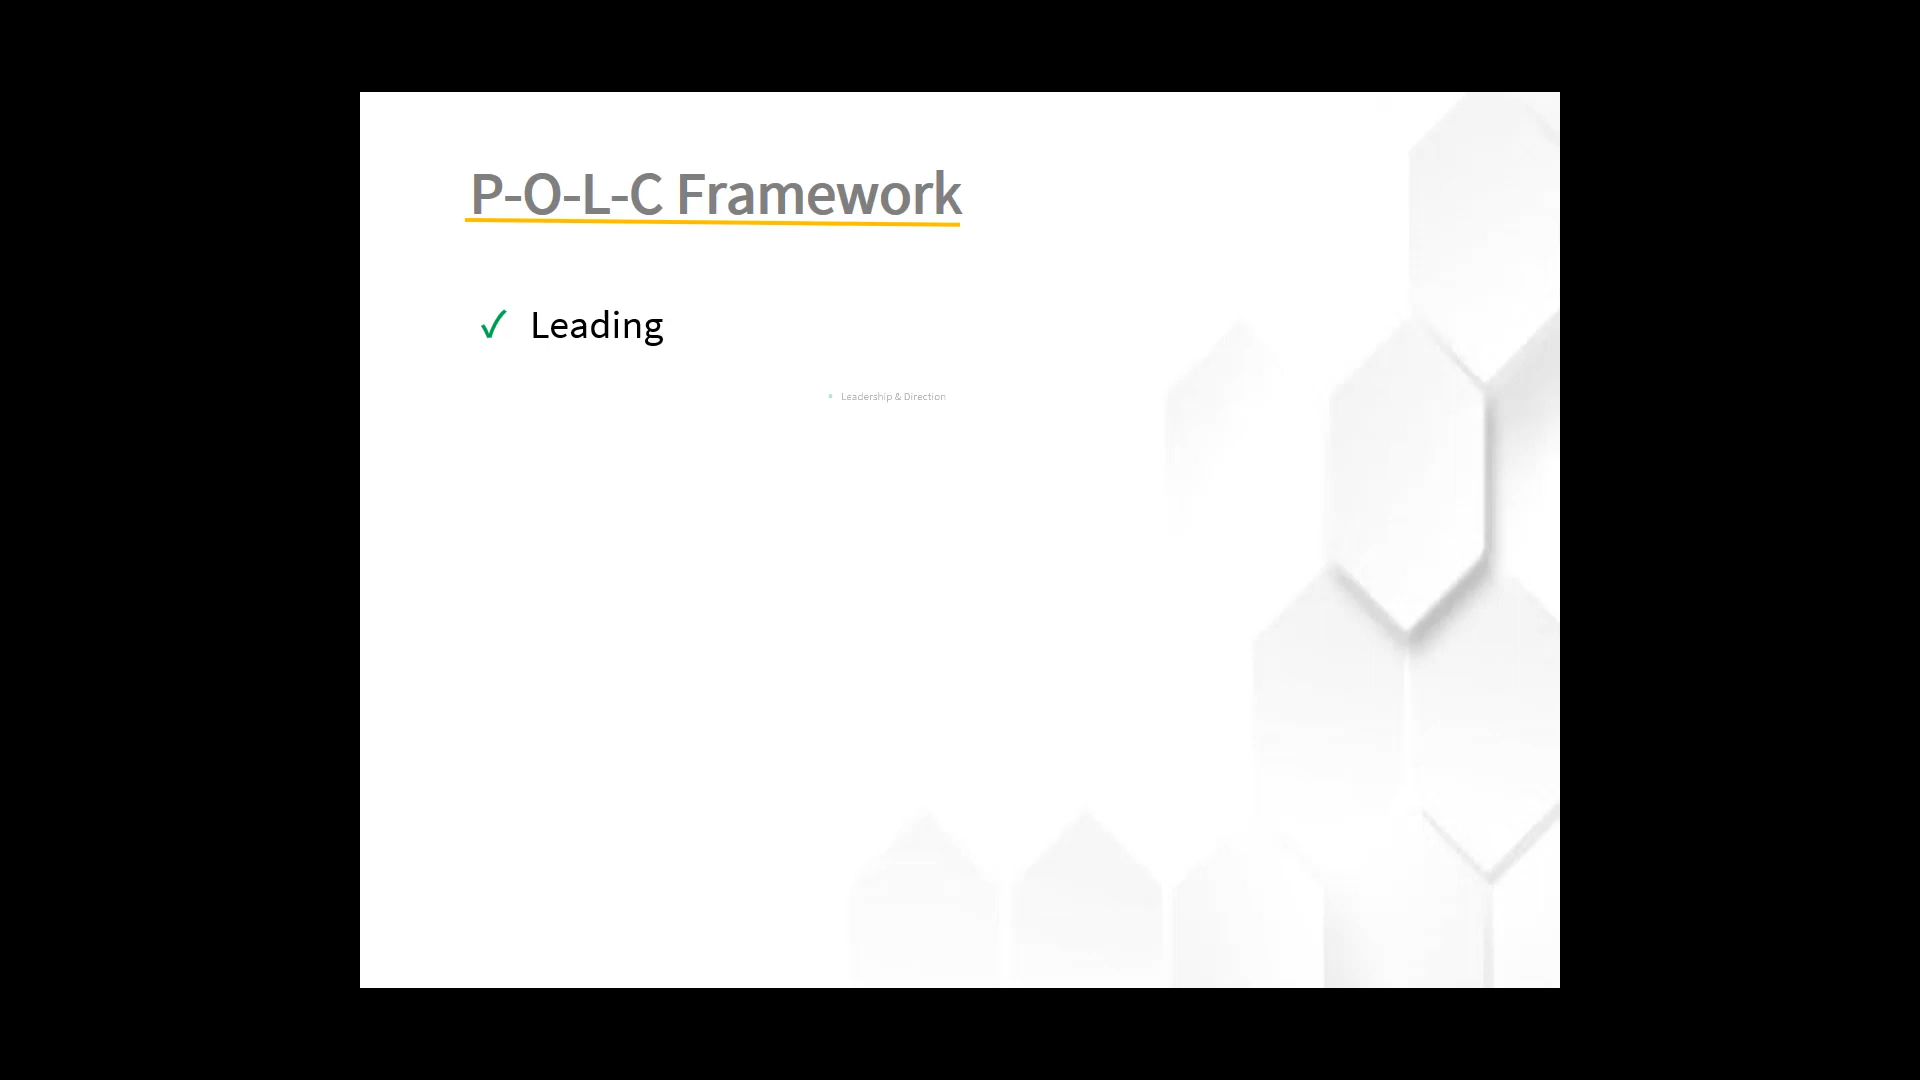 P-O-L-C Framework
✓ Leading
▪ Leadership & Direction